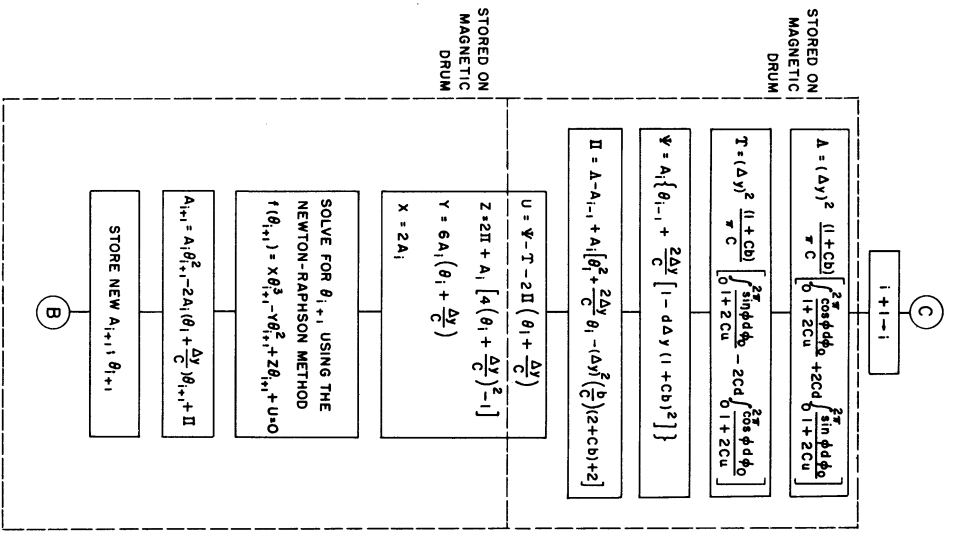 C
i + 1 → i
STORED ON
MAGNETIC
DRUM
Λ = (Δy)² (1 + Cb)/(π C) [∫₀^2π cos ϕ dϕ₀/(1 + 2Cu) + 2Cd ∫₀^2π sin ϕ dϕ₀/(1 + 2Cu)]
Υ = (Δy)² (1 + Cb)/(π C) [∫₀^2π sin ϕ dϕ₀/(1 + 2Cu) - 2Cd ∫₀^2π cos ϕ dϕ₀/(1 + 2Cu)]
Ψ = Aᵢ{θᵢ₋₁ + 2Δy/C [1 - dΔy (1 + Cb)²]}
Π = Λ - Aᵢ₋₁ + Aᵢ[θᵢ² + 2Δy/C θᵢ - (Δy)²(b/C)(2 + Cb) + 2]
STORED ON
MAGNETIC
DRUM
U = Ψ - Υ - 2Π(θᵢ + Δy/C)
Z = 2Π + Aᵢ [4(θᵢ + Δy/C)² - 1]
Y = 6Aᵢ(θᵢ + Δy/C)
X = 2Aᵢ
SOLVE FOR θᵢ₊₁ USING THE
NEWTON-RAPHSON METHOD
f(θᵢ₊₁) = Xθ³ᵢ₊₁ - Yθ²ᵢ₊₁ + Zθᵢ₊₁ + U = 0
Aᵢ₊₁ = Aᵢθ²ᵢ₊₁ - 2Aᵢ(θᵢ + Δy/C)θᵢ₊₁ + Π
STORE NEW Aᵢ₊₁ ; θᵢ₊₁
B